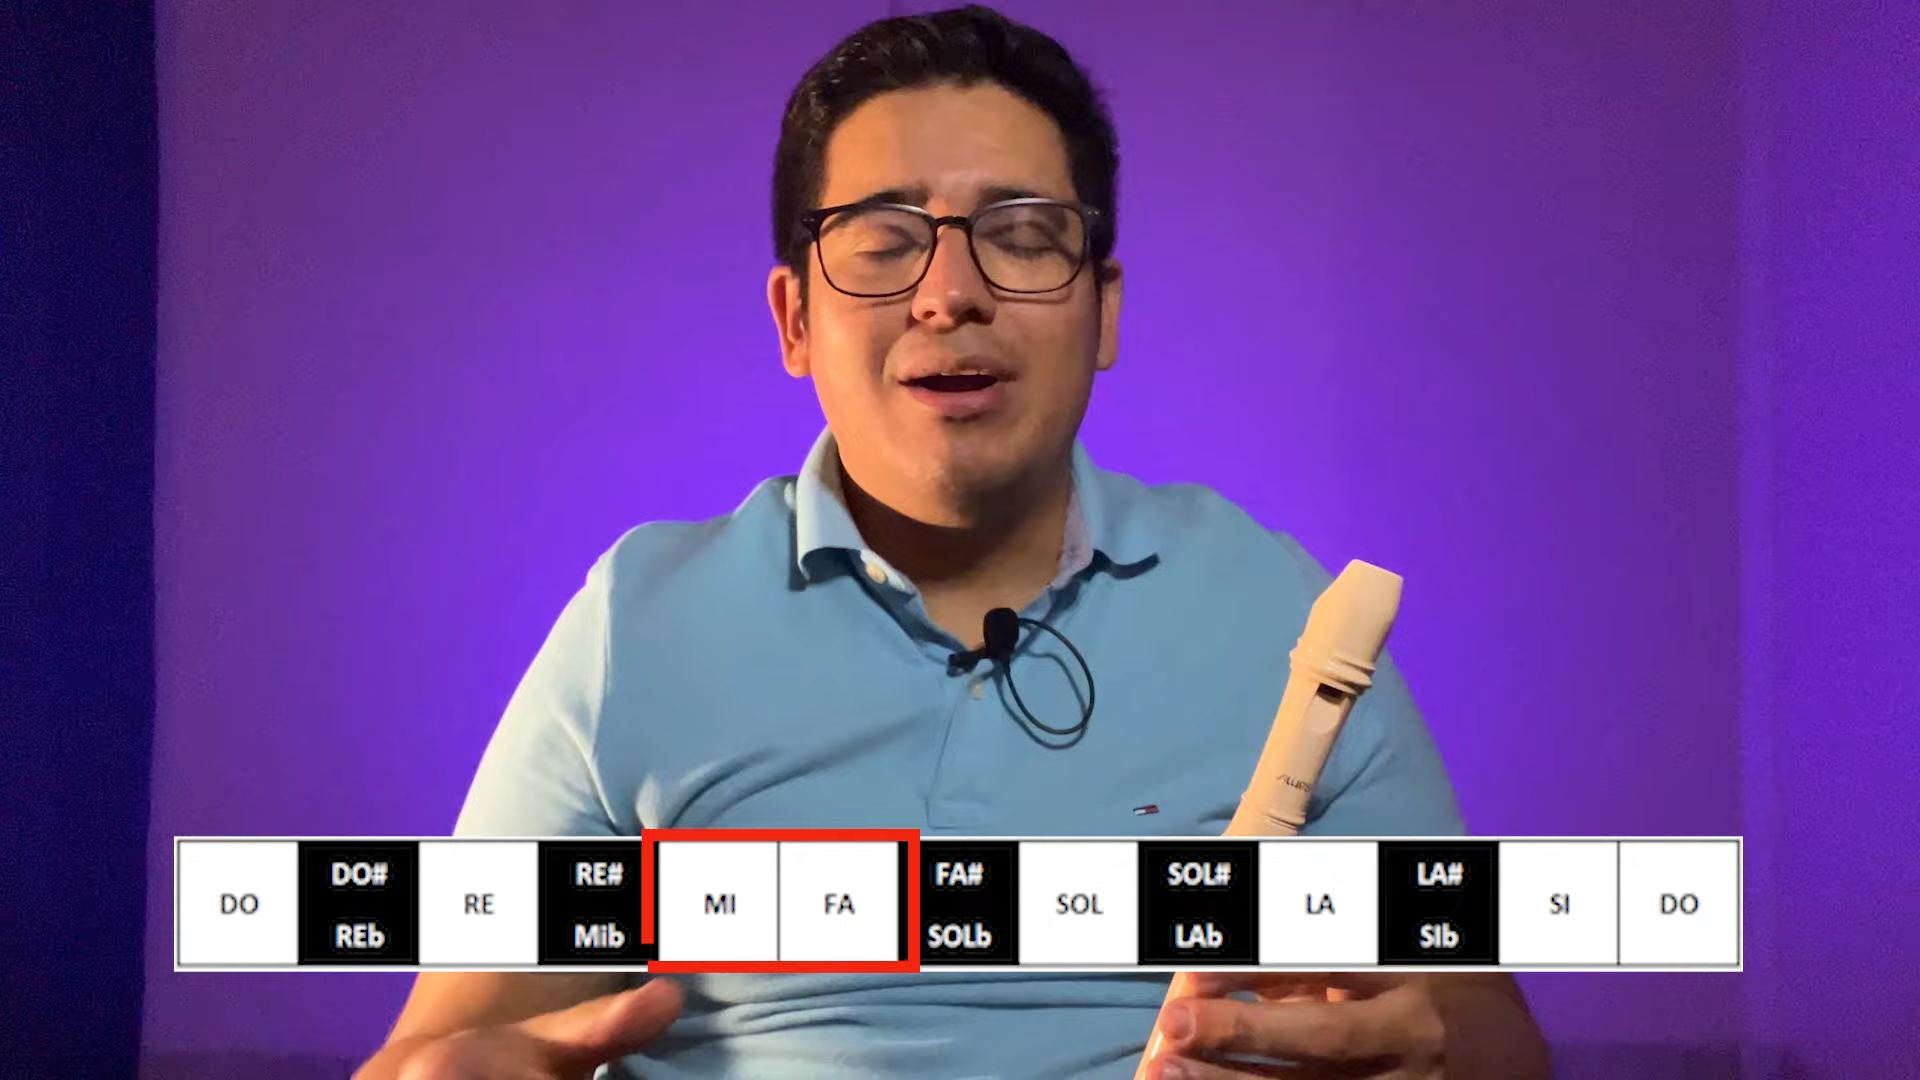 DO DO# RE RE# MI FA FA# SOL SOL# LA LA# SI DO
REb Mib SOLb LAb SIb